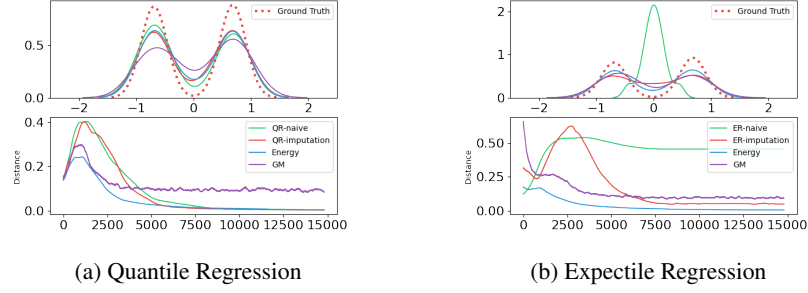 Ground Truth
0.5
0.0
−2 −1 0 1 2
QR-naive
QR-imputation
Energy
GM
Distance
0.4
0.2
0.0
0 2500 5000 7500 10000 12500 15000
(a) Quantile Regression
Ground Truth
2
1
0
−2 −1 0 1 2
ER-naive
ER-imputation
Energy
GM
Distance
0.50
0.25
0.00
0 2500 5000 7500 10000 12500 15000
(b) Expectile Regression